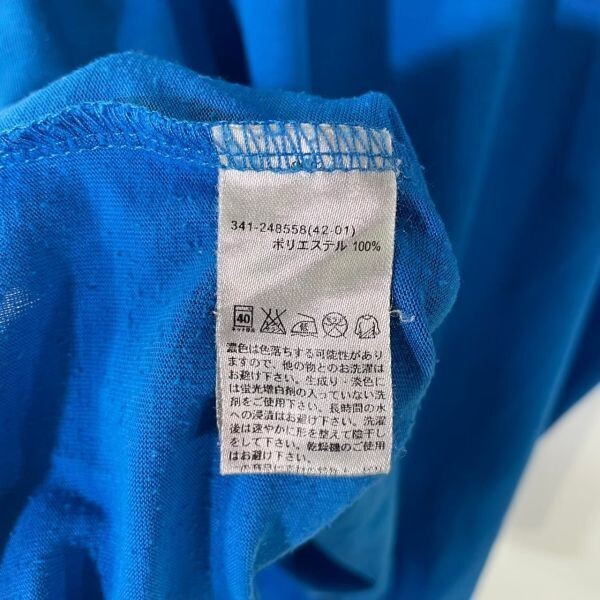 341-248558(42-01)
ポリエステル 100%
40
濃色は色落ちする可能性があり
ますので、他の物とのお洗濯は
お避け下さい。生成り・淡色に
は蛍光増白剤の入っていない洗
剤をご使用下さい。長時間の水
への浸漬はお避け下さい。洗濯
後は速やかに形を整えて陰干し
をして下さい。乾燥機のご使用
はお避け下さい。